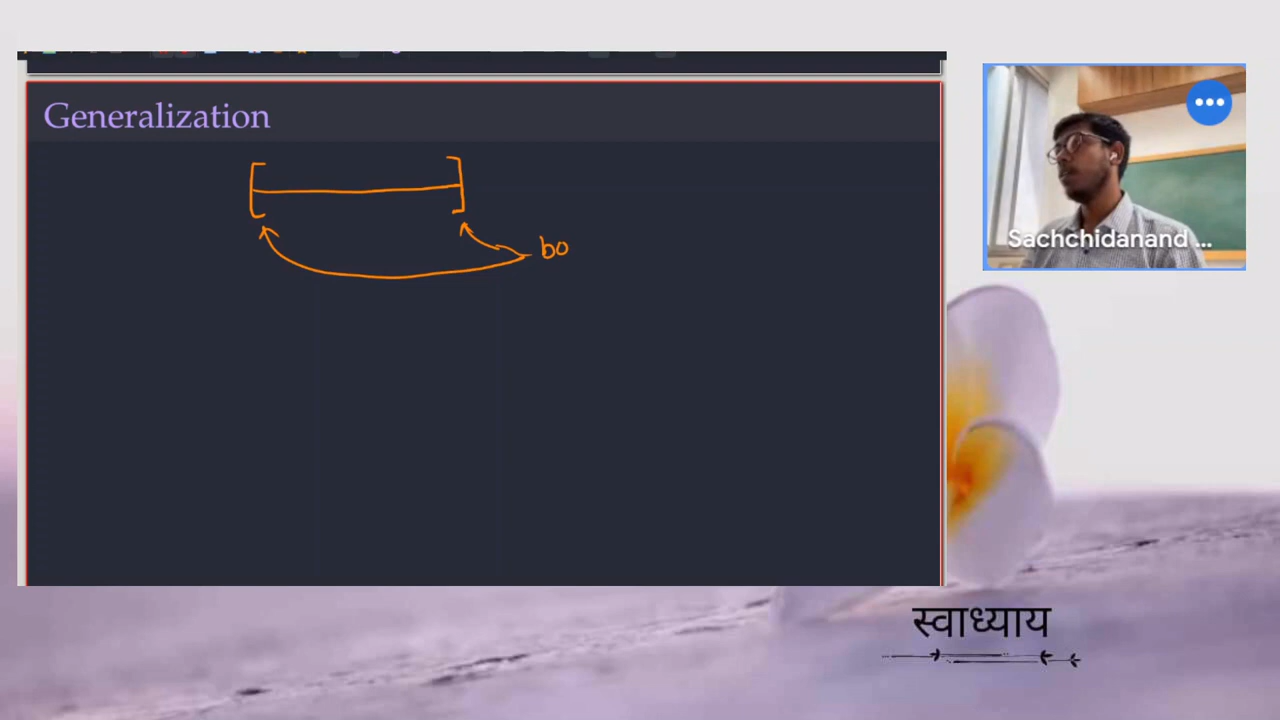 Generalization
bo
Sachchidanand ...
स्वाध्याय